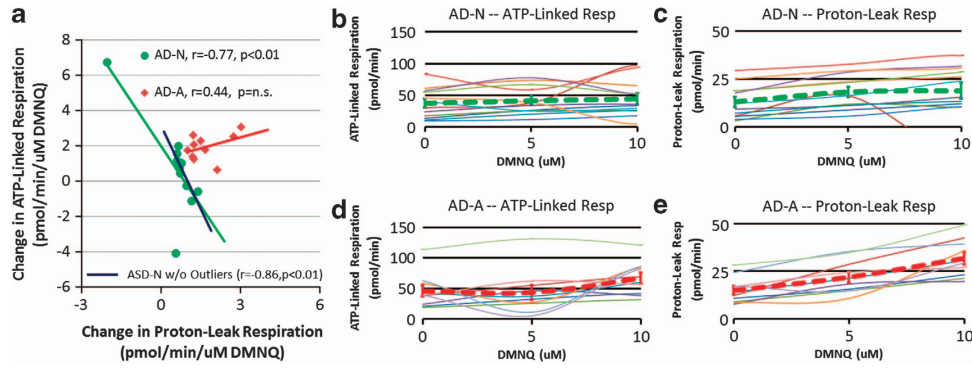 a
Change in ATP-Linked Respiration
(pmol/min/uM DMNQ)
8
6
4
2
0
-2
-4
-6
AD-N, r=-0.77, p<0.01
AD-A, r=0.44, p=n.s.
ASD-N w/o Outliers (r=-0.86,p<0.01)
-3
0
3
6
Change in Proton-Leak Respiration
(pmol/min/uM DMNQ)
b
AD-N -- ATP-Linked Resp
ATP-Linked Respiration
(pmol/min)
150
100
50
0
0
5
10
DMNQ (uM)
c
AD-N -- Proton-Leak Resp
Proton-Leak Respiration
(pmol/min)
50
25
0
0
5
10
DMNQ (uM)
d
AD-A -- ATP-Linked Resp
ATP-Linked Respiration
(pmol/min)
150
100
50
0
0
5
10
DMNQ (uM)
e
AD-A -- Proton-Leak Resp
Proton-Leak Resp
(pmol/min)
50
25
0
0
5
10
DMNQ (uM)